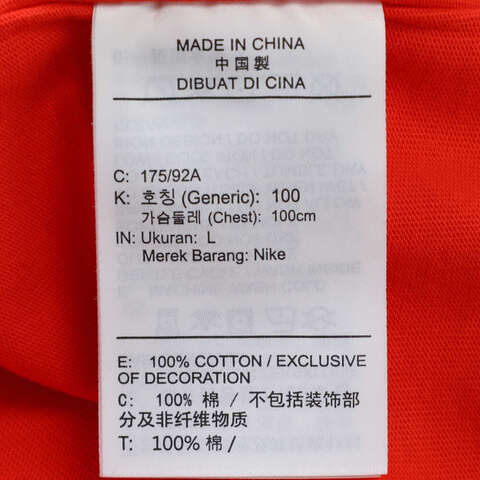 MADE IN CHINA
中国製
DIBUAT DI CINA
C: 175/92A
K: 호칭 (Generic): 100
가슴둘레 (Chest): 100cm
IN: Ukuran: L
Merek Barang: Nike
E: 100% COTTON / EXCLUSIVE
OF DECORATION
C: 100% 棉 / 不包括装饰部
分及非纤维物质
T: 100% 棉 /